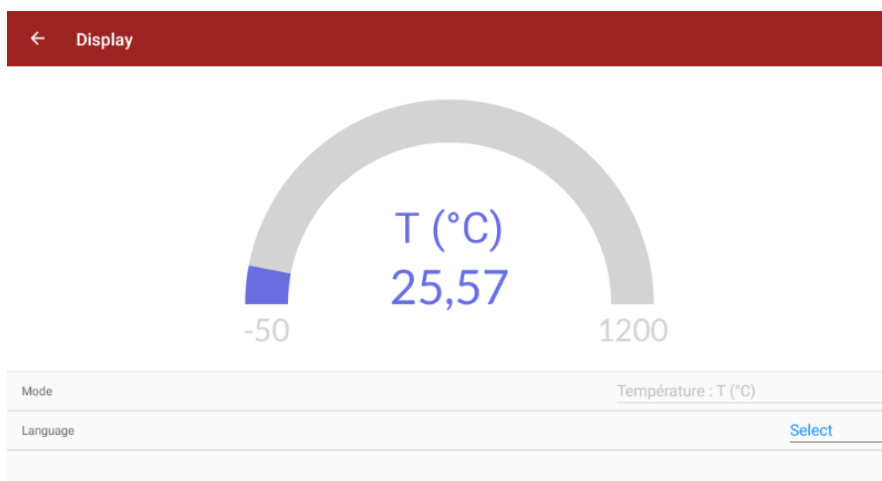 Display
T (°C)
25,57
-50 1200
Mode Température : T (°C)
Language Select